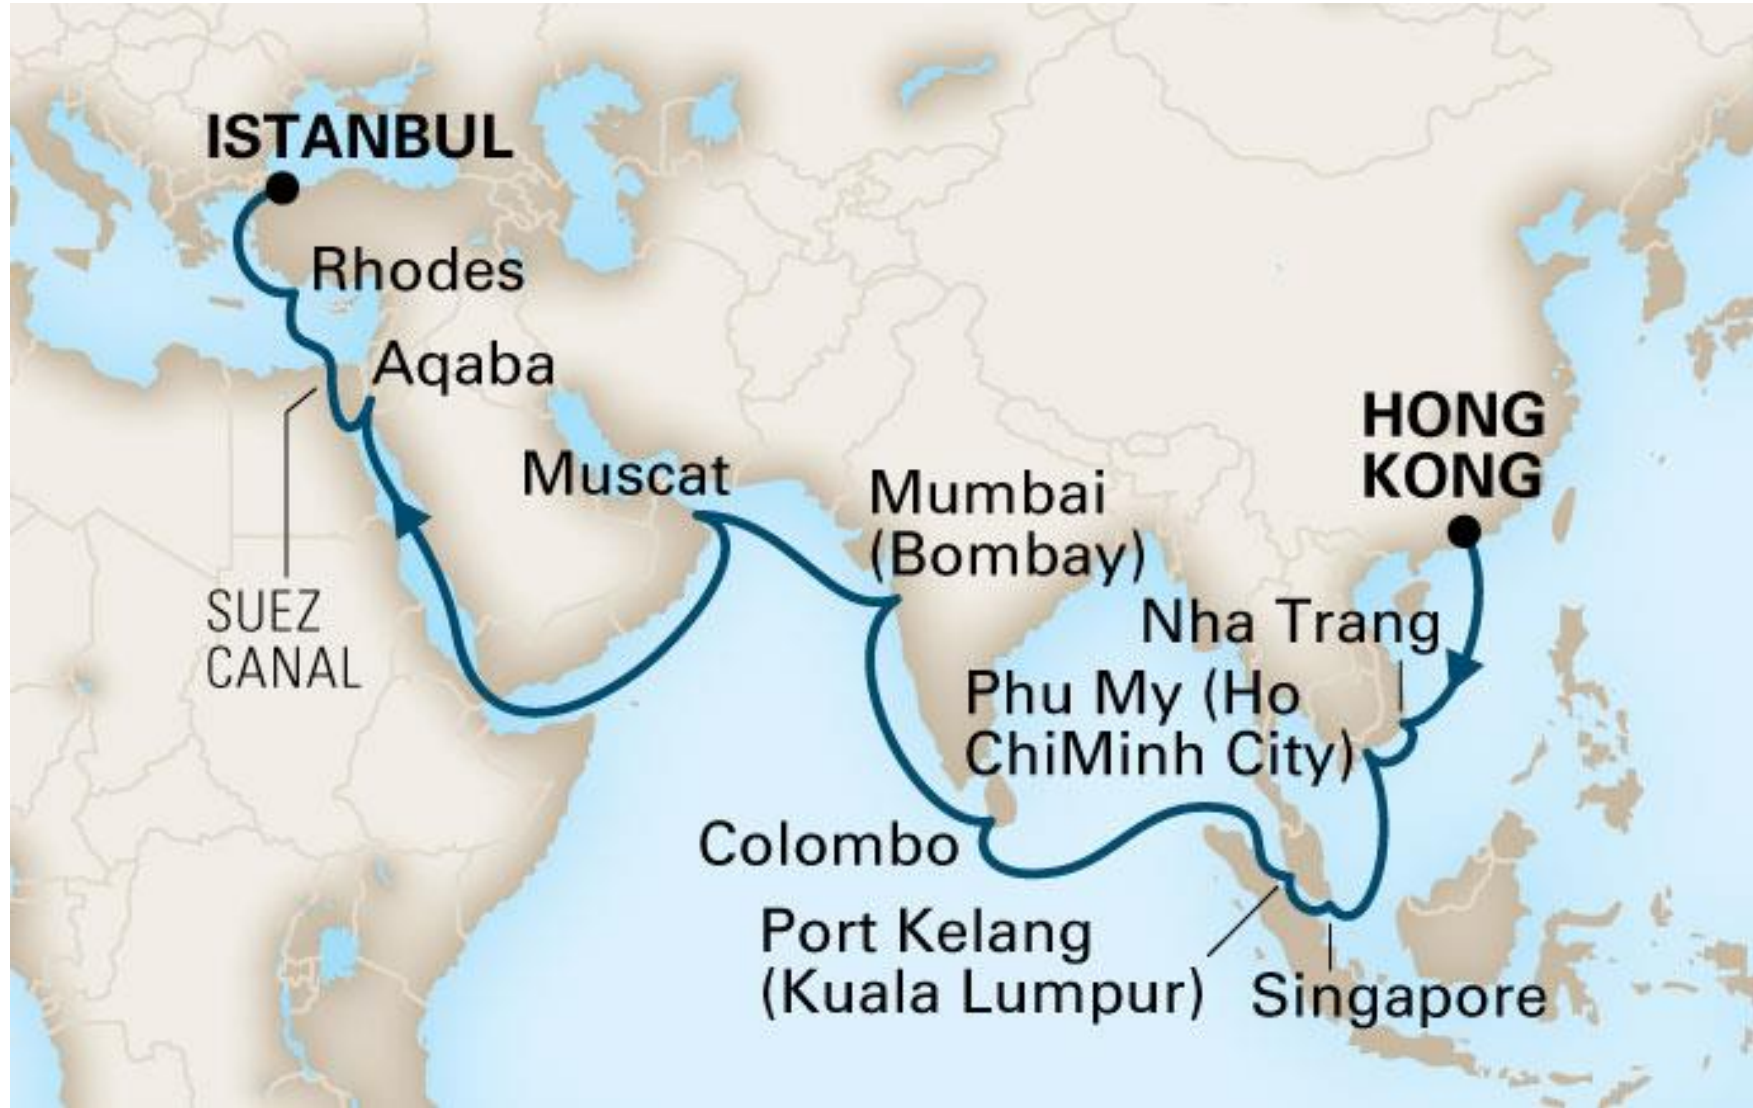 ISTANBUL
Rhodes
Aqaba
Muscat
Mumbai
(Bombay)
HONG
KONG
SUEZ
CANAL
Nha Trang
Phu My (Ho
ChiMinh City)
Colombo
Port Kelang
(Kuala Lumpur)
Singapore